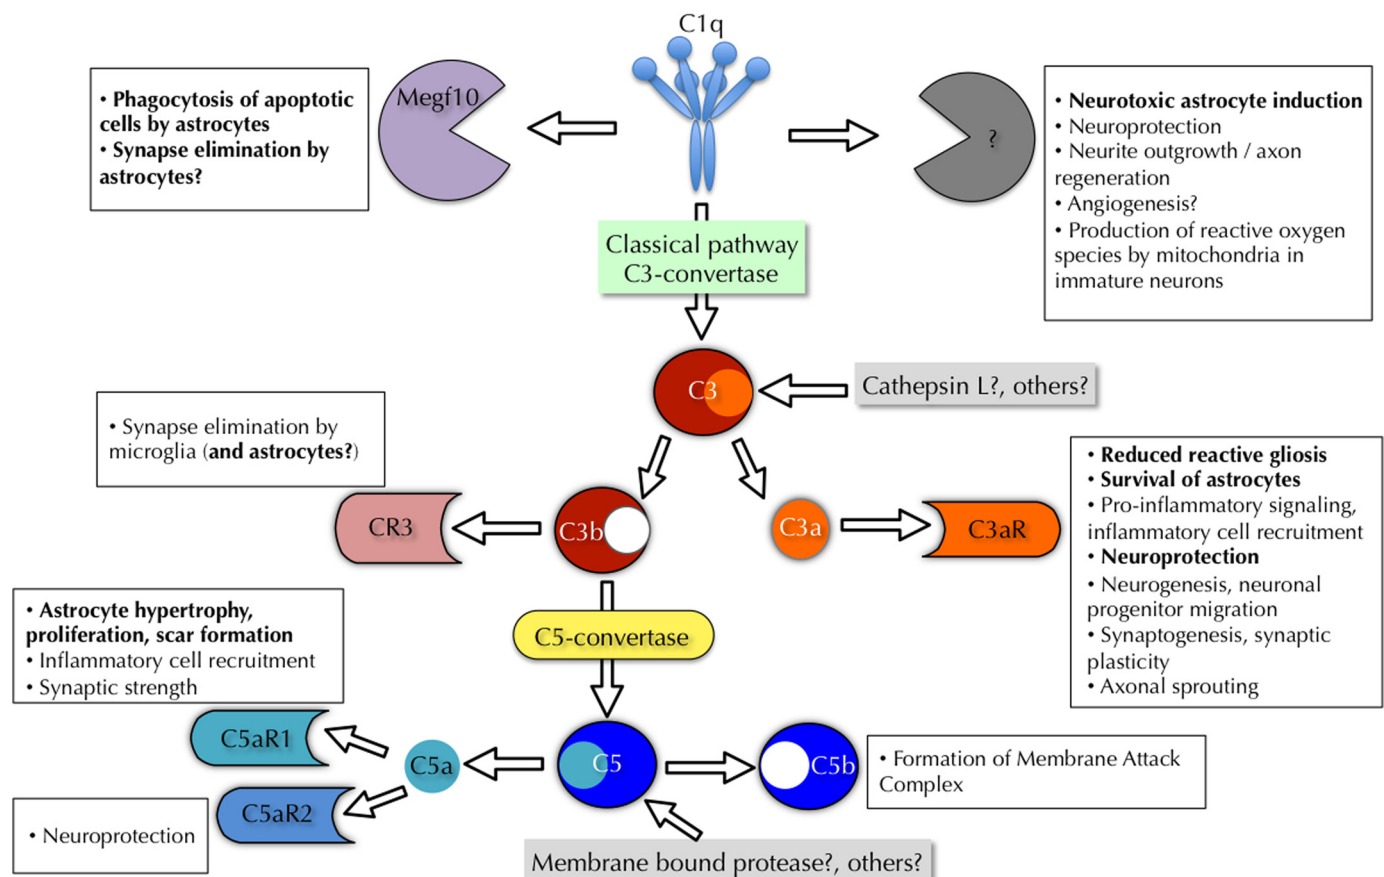 C1q
Megf10
• Phagocytosis of apoptotic
cells by astrocytes
• Synapse elimination by
astrocytes?
?
• Neurotoxic astrocyte induction
• Neuroprotection
• Neurite outgrowth / axon
regeneration
• Angiogenesis?
• Production of reactive oxygen
species by mitochondria in
immature neurons
Classical pathway
C3-convertase
C3
Cathepsin L?, others?
• Synapse elimination by
microglia (and astrocytes?)
CR3
C3b
C3a
C3aR
• Reduced reactive gliosis
• Survival of astrocytes
• Pro-inflammatory signaling,
inflammatory cell recruitment
• Neuroprotection
• Neurogenesis, neuronal
progenitor migration
• Synaptogenesis, synaptic
plasticity
• Axonal sprouting
• Astrocyte hypertrophy,
proliferation, scar formation
• Inflammatory cell recruitment
• Synaptic strength
C5-convertase
C5aR1
C5a
C5
C5b
• Formation of Membrane Attack
Complex
C5aR2
• Neuroprotection
Membrane bound protease?, others?